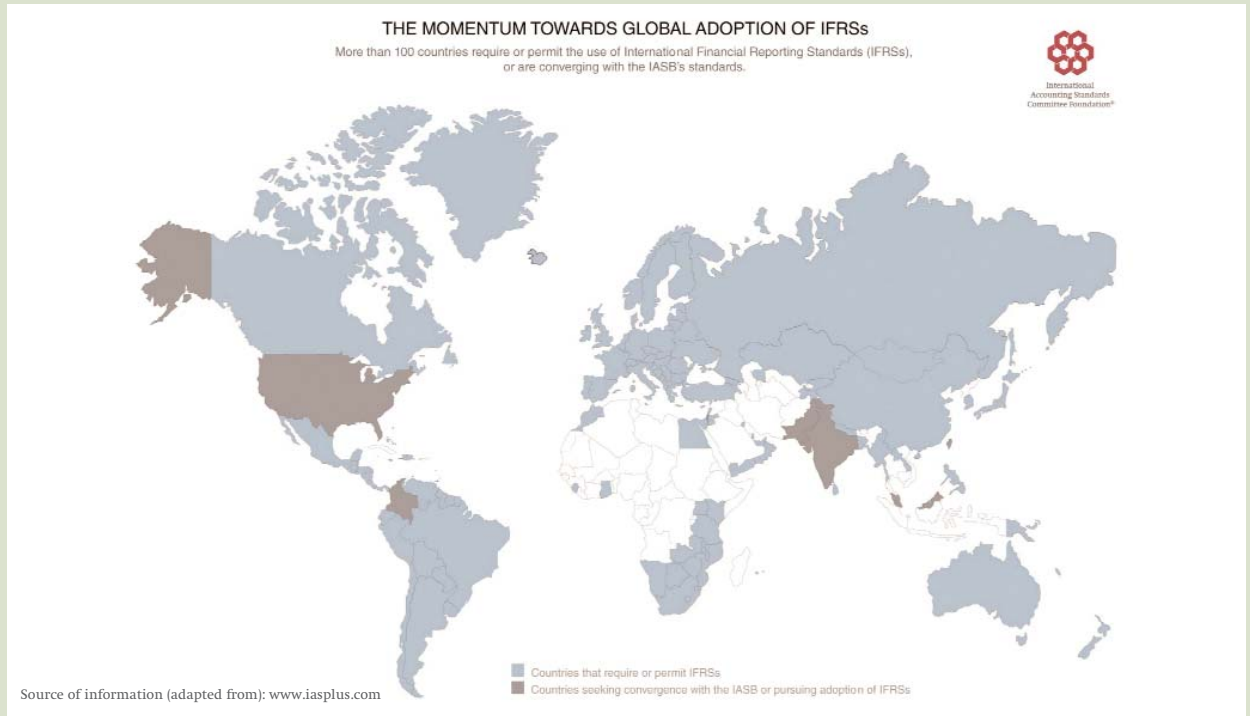 THE MOMENTUM TOWARDS GLOBAL ADOPTION OF IFRSs
More than 100 countries require or permit the use of International Financial Reporting Standards (IFRSs),
or are converging with the IASB's standards.
International
Accounting Standards
Committee Foundation®
Countries that require or permit IFRSs
Countries seeking convergence with the IASB or pursuing adoption of IFRSs
Source of information (adapted from): www.iasplus.com